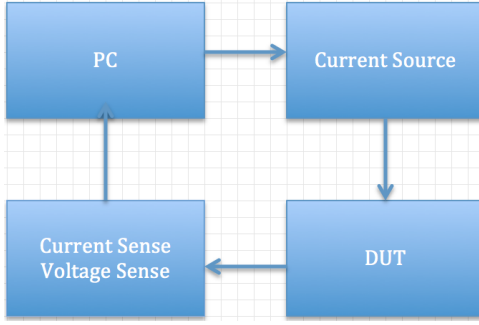 PC
Current Source
Current Sense
Voltage Sense
DUT